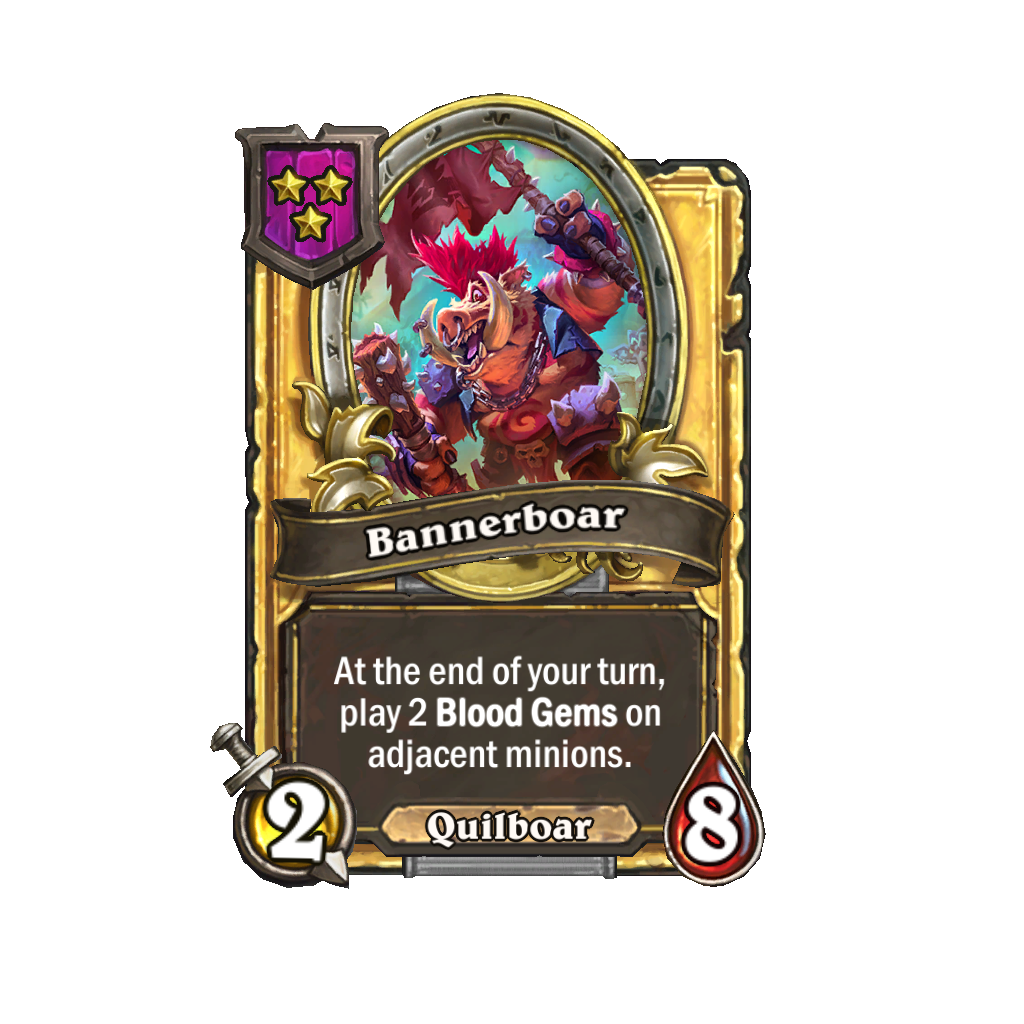 Bannerboar
At the end of your turn,
play 2 Blood Gems on
adjacent minions.
2
Quilboar
8